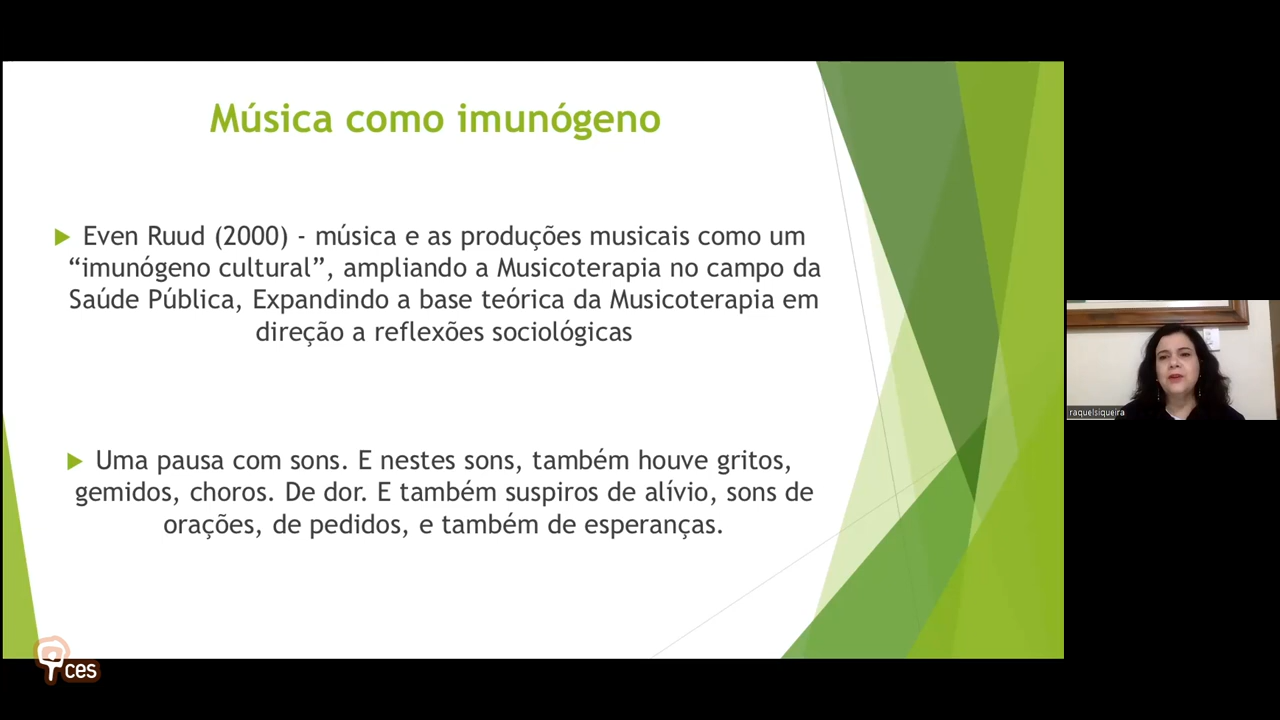 Música como imunógeno
Even Ruud (2000) - música e as produções musicais como um
“imunógeno cultural”, ampliando a Musicoterapia no campo da
Saúde Pública, Expandindo a base teórica da Musicoterapia em
direção a reflexões sociológicas
Uma pausa com sons. E nestes sons, também houve gritos,
gemidos, choros. De dor. E também suspiros de alívio, sons de
orações, de pedidos, e também de esperanças.
raquelsiqueira
ces